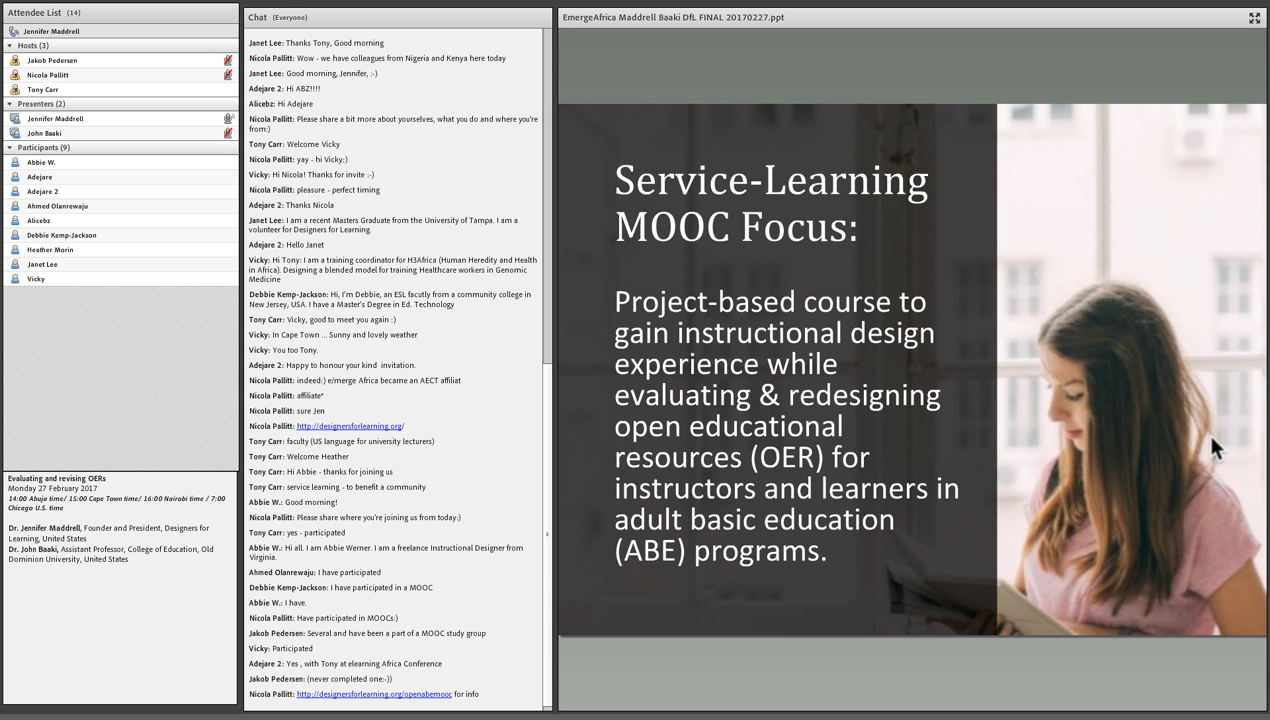 Attendee List (14)
Jennifer Maddrell
Hosts (3)
Jakob Pedersen
Nicola Pallitt
Tony Carr
Presenters (2)
Jennifer Maddrell
John Baaki
Participants (9)
Abbie W.
Adejare
Adejare 2
Ahmed Olanrewaju
Alicebz
Debbie Kemp-Jackson
Heather Morin
Janet Lee
Vicky
Evaluating and revising OERs
Monday 27 February 2017
14:00 Abuja time/ 15:00 Cape Town time/ 16:00 Nairobi time / 7:00
Chicago U.S. time
Dr. Jennifer Maddrell, Founder and President, Designers for
Learning, United States
Dr. John Baaki, Assistant Professor, College of Education, Old
Dominion University, United States
Chat (Everyone)
Janet Lee: Thanks Tony, Good morning
Nicola Pallitt: Wow - we have colleagues from Nigeria and Kenya here today
Janet Lee: Good morning, Jennifer, :-)
Adejare 2: Hi ABZ!!!!
Alicebz: Hi Adejare
Nicola Pallitt: Please share a bit more about yourselves, what you do and where you're
from:)
Tony Carr: Welcome Vicky
Nicola Pallitt: yay - hi Vicky:)
Vicky: Hi Nicola! Thanks for invite :-)
Nicola Pallitt: pleasure - perfect timing
Adejare 2: Thanks Nicola
Janet Lee: I am a recent Masters Graduate from the University of Tampa. I am a
volunteer for Designers for Learning.
Adejare 2: Hello Janet
Vicky: Hi Tony: I am a training coordinator for H3Africa (Human Heredity and Health
in Africa). Designing a blended model for training Healthcare workers in Genomic
Medicine
Debbie Kemp-Jackson: Hi, I'm Debbie, an ESL facutly from a community college in
New Jersey, USA. I have a Master's Degree in Ed. Technology
Tony Carr: Vicky, good to meet you again :)
Vicky: In Cape Town ... Sunny and lovely weather
Vicky: You too Tony.
Adejare 2: Happy to honour your kind invitation.
Nicola Pallitt: indeed:) e/merge Africa became an AECT affiliat
Nicola Pallitt: affiliate*
Nicola Pallitt: sure Jen
Nicola Pallitt: http://designersforlearning.org/
Tony Carr: faculty (US language for university lecturers)
Tony Carr: Welcome Heather
Tony Carr: Hi Abbie - thanks for joining us
Tony Carr: service learning - to benefit a community
Abbie W.: Good morning!
Nicola Pallitt: Please share where you're joining us from today:)
Tony Carr: yes - participated
Abbie W.: Hi all. I am Abbie Werner. I am a freelance Instructional Designer from
Virginia.
Ahmed Olanrewaju: I have participated
Debbie Kemp-Jackson: I have participated in a MOOC
Abbie W.: I have.
Nicola Pallitt: Have participated in MOOCs:)
Jakob Pedersen: Several and have been a part of a MOOC study group
Vicky: Participated
Adejare 2: Yes , with Tony at elearning Africa Conference
Jakob Pedersen: (never completed one:-))
Nicola Pallitt: http://designersforlearning.org/openabemooc for info
EmergeAfrica Maddrell Baaki DfL FINAL 20170227.ppt
Service-Learning
MOOC Focus:
Project-based course to
gain instructional design
experience while
evaluating & redesigning
open educational
resources (OER) for
instructors and learners in
adult basic education
(ABE) programs.